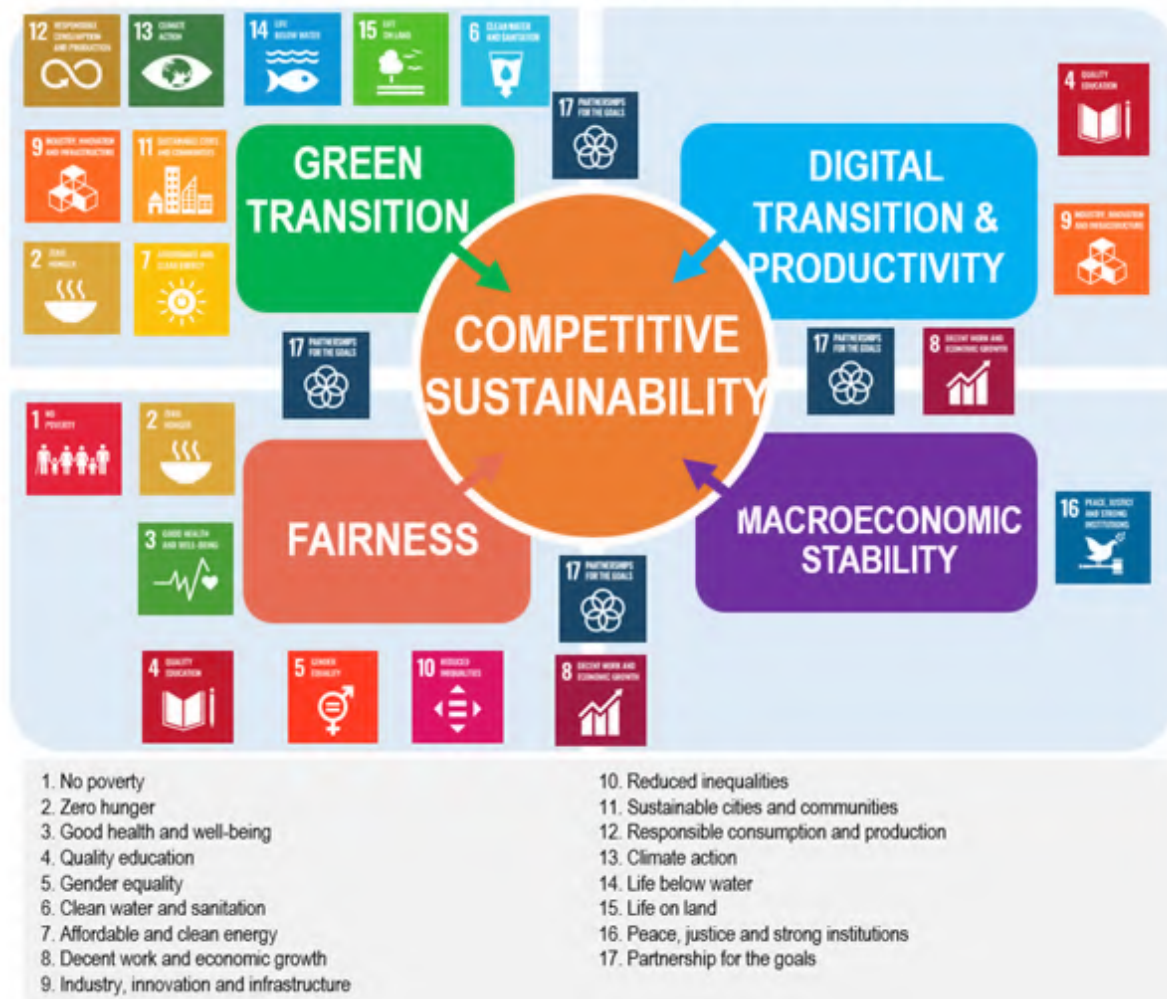 12 RESPONSIBLE
CONSUMPTION
AND PRODUCTION
13 CLIMATE
ACTION
14 LIFE
BELOW WATER
15 LIFE
ON LAND
6 CLEAN WATER
AND SANITATION
17 PARTNERSHIPS
FOR THE GOALS
4 QUALITY
EDUCATION
9 INDUSTRY, INNOVATION
AND INFRASTRUCTURE
11 SUSTAINABLE CITIES
AND COMMUNITIES
GREEN
TRANSITION
DIGITAL
TRANSITION &
PRODUCTIVITY
9 INDUSTRY, INNOVATION
AND INFRASTRUCTURE
2 ZERO
HUNGER
7 AFFORDABLE AND
CLEAN ENERGY
COMPETITIVE
SUSTAINABILITY
17 PARTNERSHIPS
FOR THE GOALS
17 PARTNERSHIPS
FOR THE GOALS
8 DECENT WORK AND
ECONOMIC GROWTH
1 NO
POVERTY
2 ZERO
HUNGER
3 GOOD HEALTH
AND WELL-BEING
FAIRNESS
MACROECONOMIC
STABILITY
16 PEACE, JUSTICE
AND STRONG
INSTITUTIONS
17 PARTNERSHIPS
FOR THE GOALS
4 QUALITY
EDUCATION
5 GENDER
EQUALITY
10 REDUCED
INEQUALITIES
8 DECENT WORK AND
ECONOMIC GROWTH
1. No poverty
2. Zero hunger
3. Good health and well-being
4. Quality education
5. Gender equality
6. Clean water and sanitation
7. Affordable and clean energy
8. Decent work and economic growth
9. Industry, innovation and infrastructure
10. Reduced inequalities
11. Sustainable cities and communities
12. Responsible consumption and production
13. Climate action
14. Life below water
15. Life on land
16. Peace, justice and strong institutions
17. Partnership for the goals